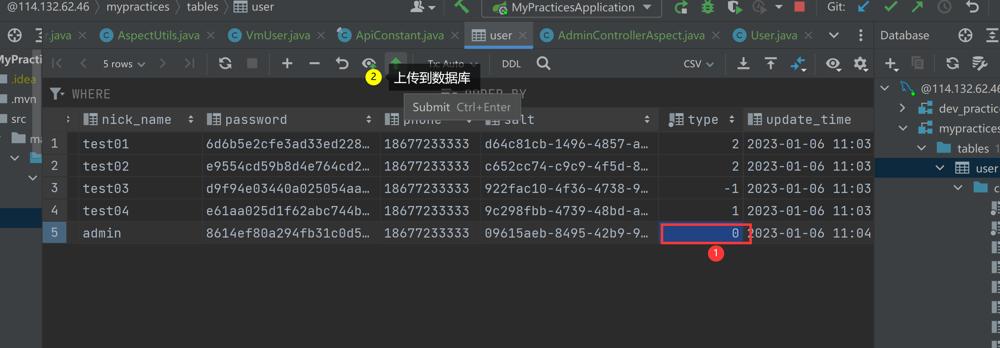 @114.132.62.46 mypractices tables user MyPracticesApplication Git:
r.java AspectUtils.java VmUser.java ApiConstant.java user AdminControllerAspect.java User.java Database
5 rows Tx: Auto DDL CSV
2 上传到数据库
WHERE ORDER BY
Submit Ctrl+Enter
nick_name password phone salt type update_time
1 test01 6d6b5e2cfe3ad33ed228… 18677233333 d64c81cb-1496-4857-a… 2 2023-01-06 11:03
2 test02 e9554cd59b8d4e764cd2… 18677233333 c652cc74-c9c9-4f5d-8… 2 2023-01-06 11:03
3 test03 d9f94e03440a025054aa… 18677233333 922fac10-4f36-4738-9… -1 2023-01-06 11:03
4 test04 e61aa025d1f62abc744b… 18677233333 9c298fbb-4739-48bd-a… 1 2023-01-06 11:03
5 admin 8614ef80a294fb31c0d5… 18677233333 09615aeb-8495-42b9-9… 0 2023-01-06 11:04
1
MyPracti
.idea
.mvn
src
ma
@114.132.62.46
dev_practic
mypractices
tables 1
user
c